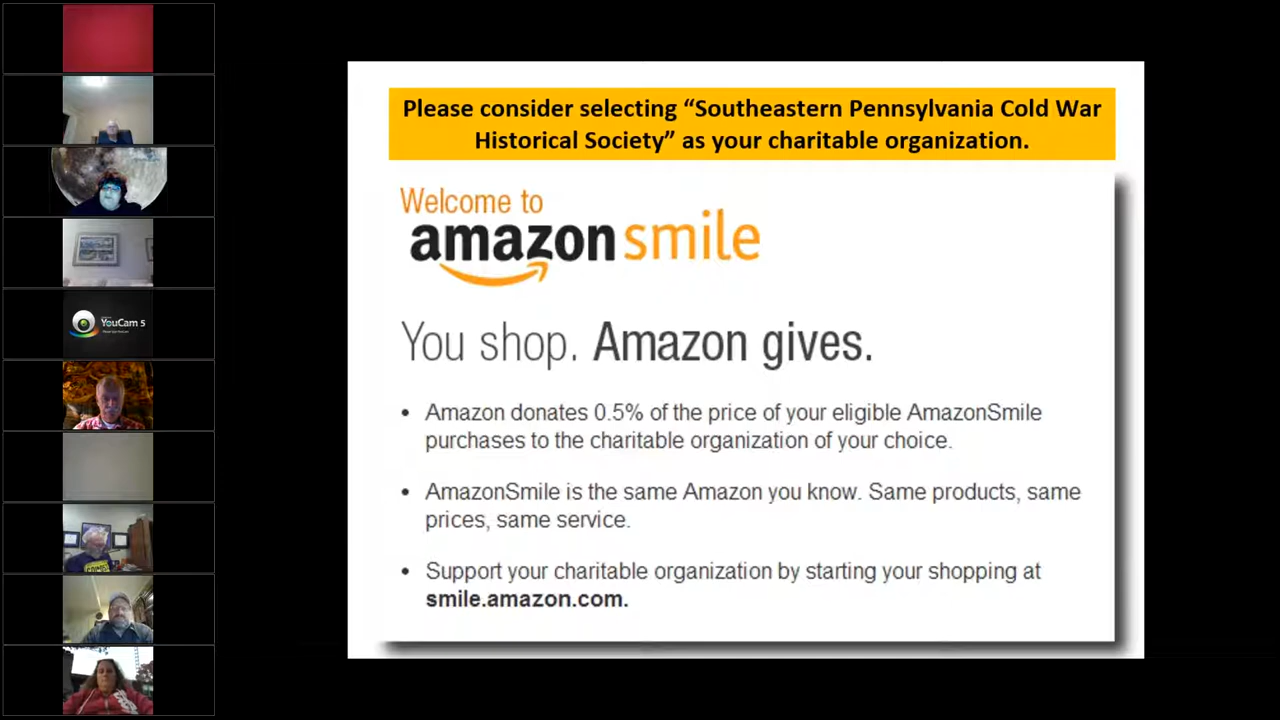 Please consider selecting “Southeastern Pennsylvania Cold War
Historical Society” as your charitable organization.
Welcome to
amazonsmile
You shop. Amazon gives.
• Amazon donates 0.5% of the price of your eligible AmazonSmile
purchases to the charitable organization of your choice.
• AmazonSmile is the same Amazon you know. Same products, same
prices, same service.
• Support your charitable organization by starting your shopping at
smile.amazon.com.
YouCam 5